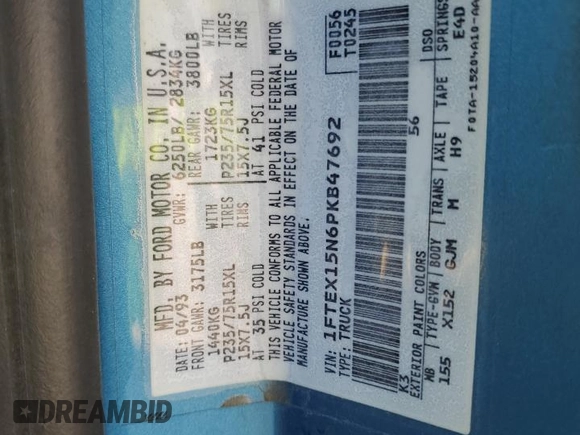 MFD. BY FORD MOTOR CO. IN U.S.A.
DATE: 04/93 GVWR: 6250LB/ 2834KG
FRONT GAWR: 3175LB REAR GAWR: 3800LB
1440KG WITH 1723KG WITH
P235/75R15XL TIRES P235/75R15XL TIRES
15X7.5J RIMS 15X7.5J RIMS
AT 35 PSI COLD AT 41 PSI COLD
THIS VEHICLE CONFORMS TO ALL APPLICABLE FEDERAL MOTOR
VEHICLE SAFETY STANDARDS IN EFFECT ON THE DATE OF
MANUFACTURE SHOWN ABOVE.
F0056
T0245
VIN: 1FTEX15N6PKB47692
TYPE: TRUCK
56
K3
EXTERIOR PAINT COLORS DSO
WB TYPE-GVW BODY TRANS AXLE TAPE SPRINGS
155 X152 GJM M H9 E4D
F0TA-15204A10-AA
DREAMBID